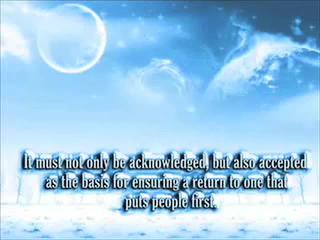 It must not only be acknowledged, but also accepted
as the basis for ensuring a return to one that
puts people first.